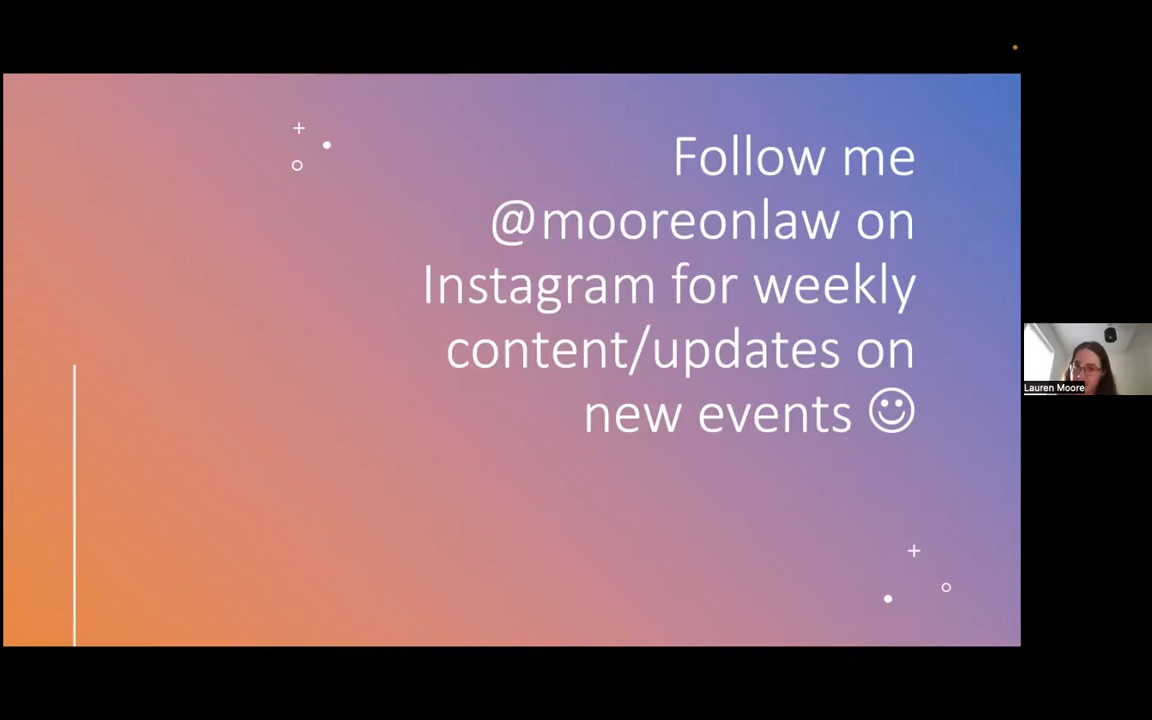 Follow me
@mooreonlaw on
Instagram for weekly
content/updates on
new events ☺
Lauren Moore